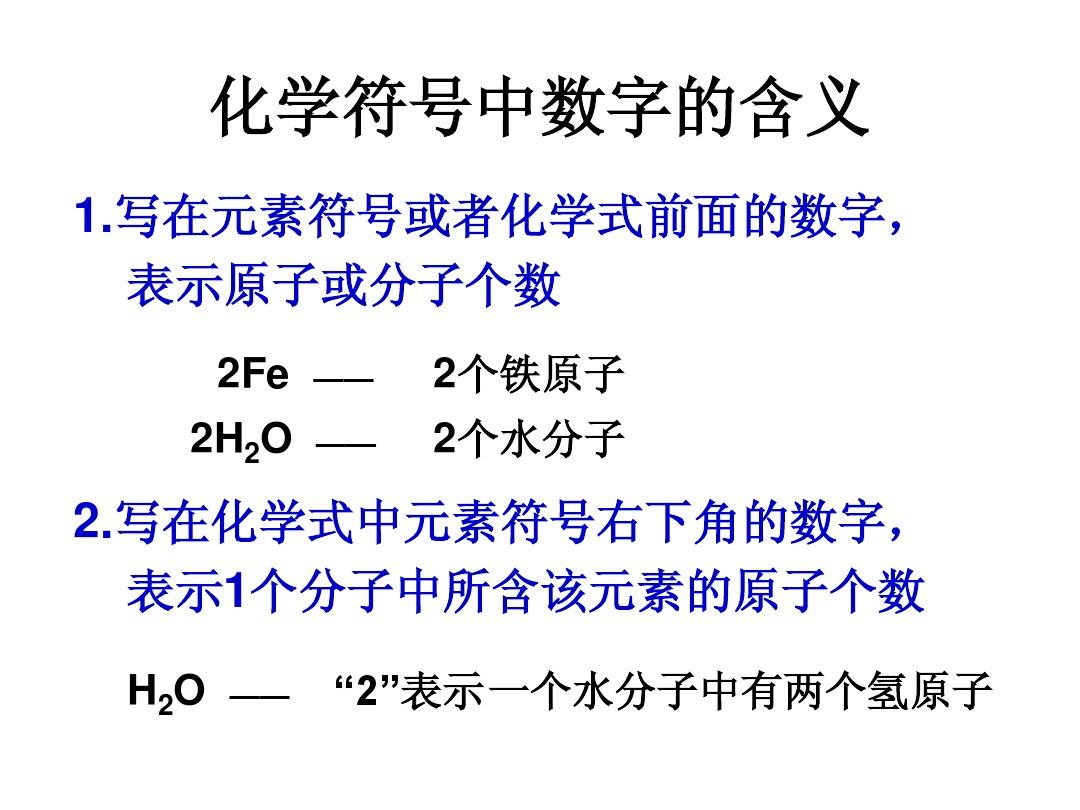 化学符号中数字的含义
1.写在元素符号或者化学式前面的数字，
表示原子或分子个数
2Fe —— 2个铁原子
2H₂O —— 2个水分子
2.写在化学式中元素符号右下角的数字，
表示1个分子中所含该元素的原子个数
H₂O —— “2”表示一个水分子中有两个氢原子